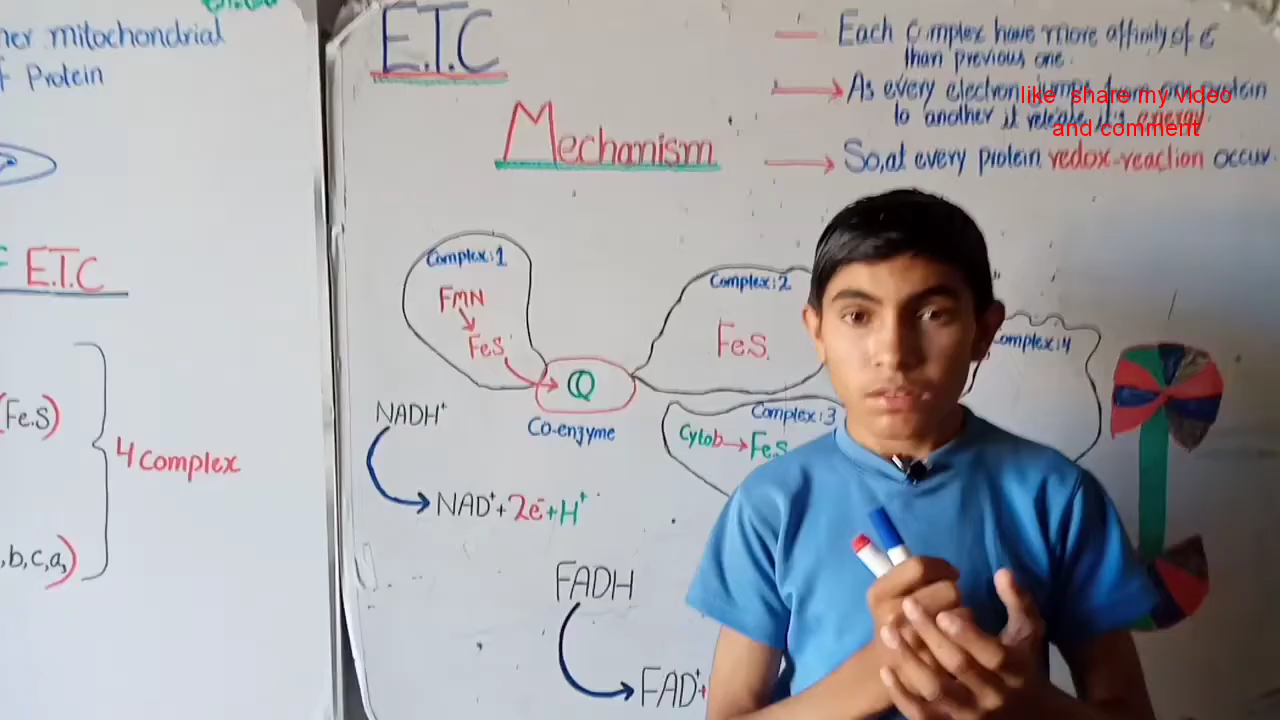 ner mitochondrial
f Protein
E.T.C
(Fe.S)
4 Complex
,b,c,a3)
E.T.C
Mechanism
Each Complex have more affinity of e
than previous one.
As every electron jumps from one protein
to another it release it's energy
like share my video
and comment
So,at every protein redox-reaction occur.
Complex:1
FMN
FeS
Q
Co-enzyme
Complex:2
FeS
Complex:3
Cytob→Fe.S
omplex:4
NADH+
NAD++2e-+H+
FADH
FAD++